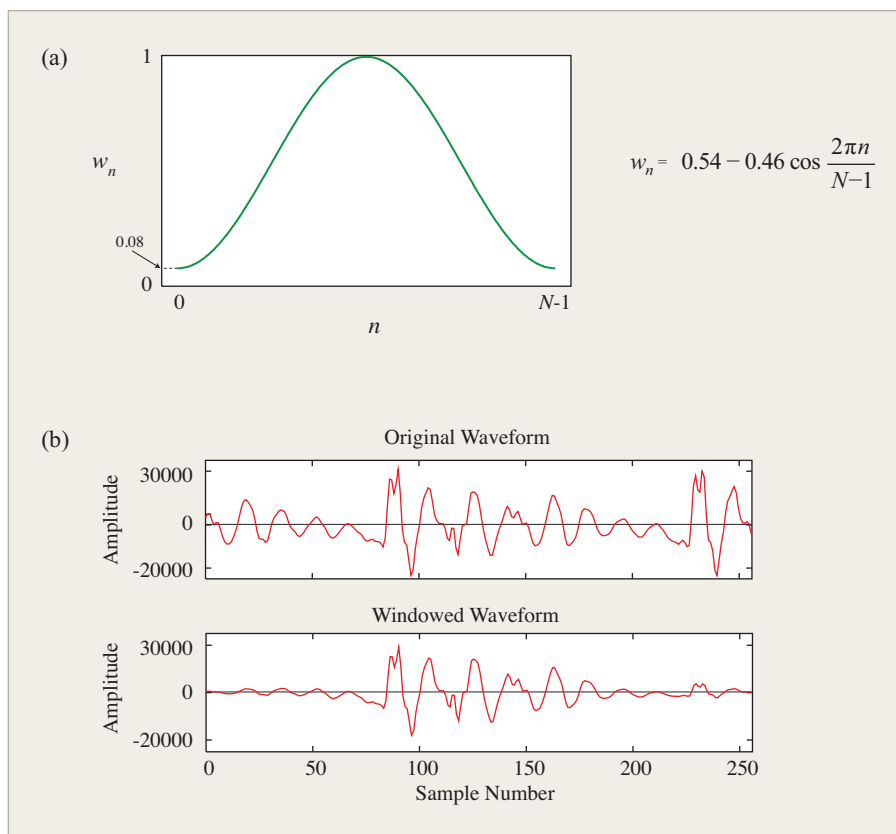 (a)
1
w_n
0.08
0
0
N-1
n
w_n = 0.54 − 0.46 cos 2πn / N−1
(b)
Original Waveform
Amplitude
30000
0
-20000
Windowed Waveform
Amplitude
30000
0
-20000
0 50 100 150 200 250
Sample Number